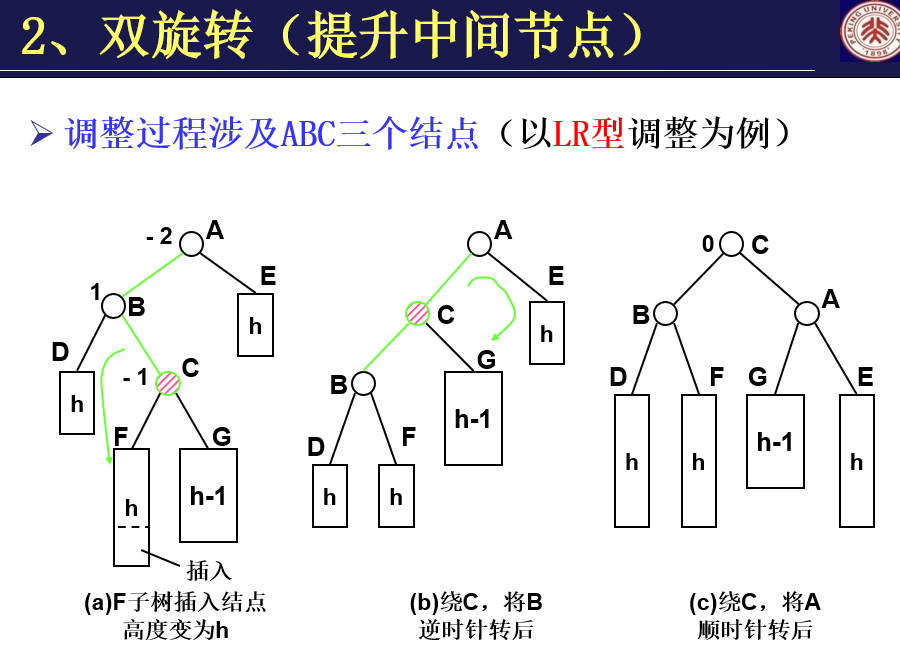 2、双旋转（提升中间节点）
PEKING UNIVERSITY
1898
调整过程涉及ABC三个结点（以LR型调整为例）
- 2 A
1 B
E
h
D
h
- 1 C
F
G
h
h-1
插入
(a)F子树插入结点
高度变为h
A
E
h
C
G
h-1
B
D
F
h
h
(b)绕C，将B
逆时针转后
0 C
B
A
D
F
G
E
h
h
h-1
h
(c)绕C，将A
顺时针转后